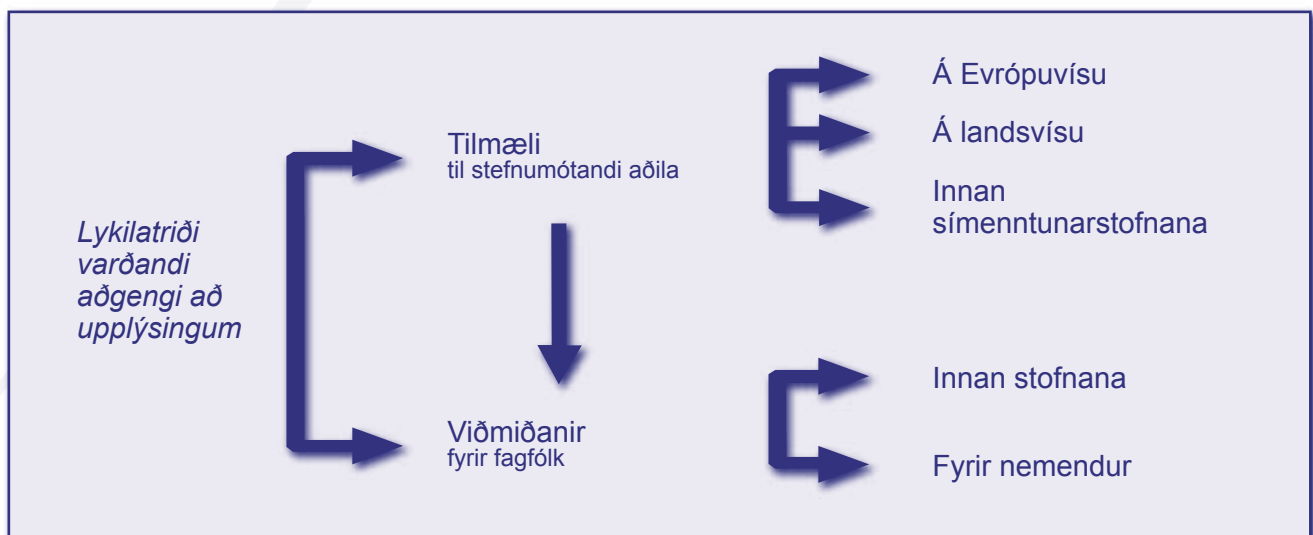 Lykilatriði
varðandi
aðgengi að
upplýsingum
Tilmæli
til stefnumótandi aðila
Viðmiðanir
fyrir fagfólk
Á Evrópuvísu
Á landsvísu
Innan
símenntunarstofnana
Innan stofnana
Fyrir nemendur